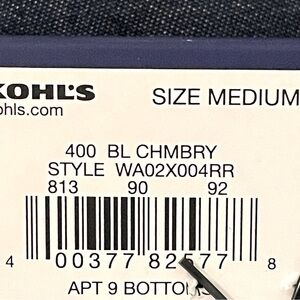 KOHL'S SIZE MEDIUM
ohls.com
400 BL CHMBRY
STYLE WA02X004RR
813 90 92
4 00377 82577 8
APT 9 BOTTOMS